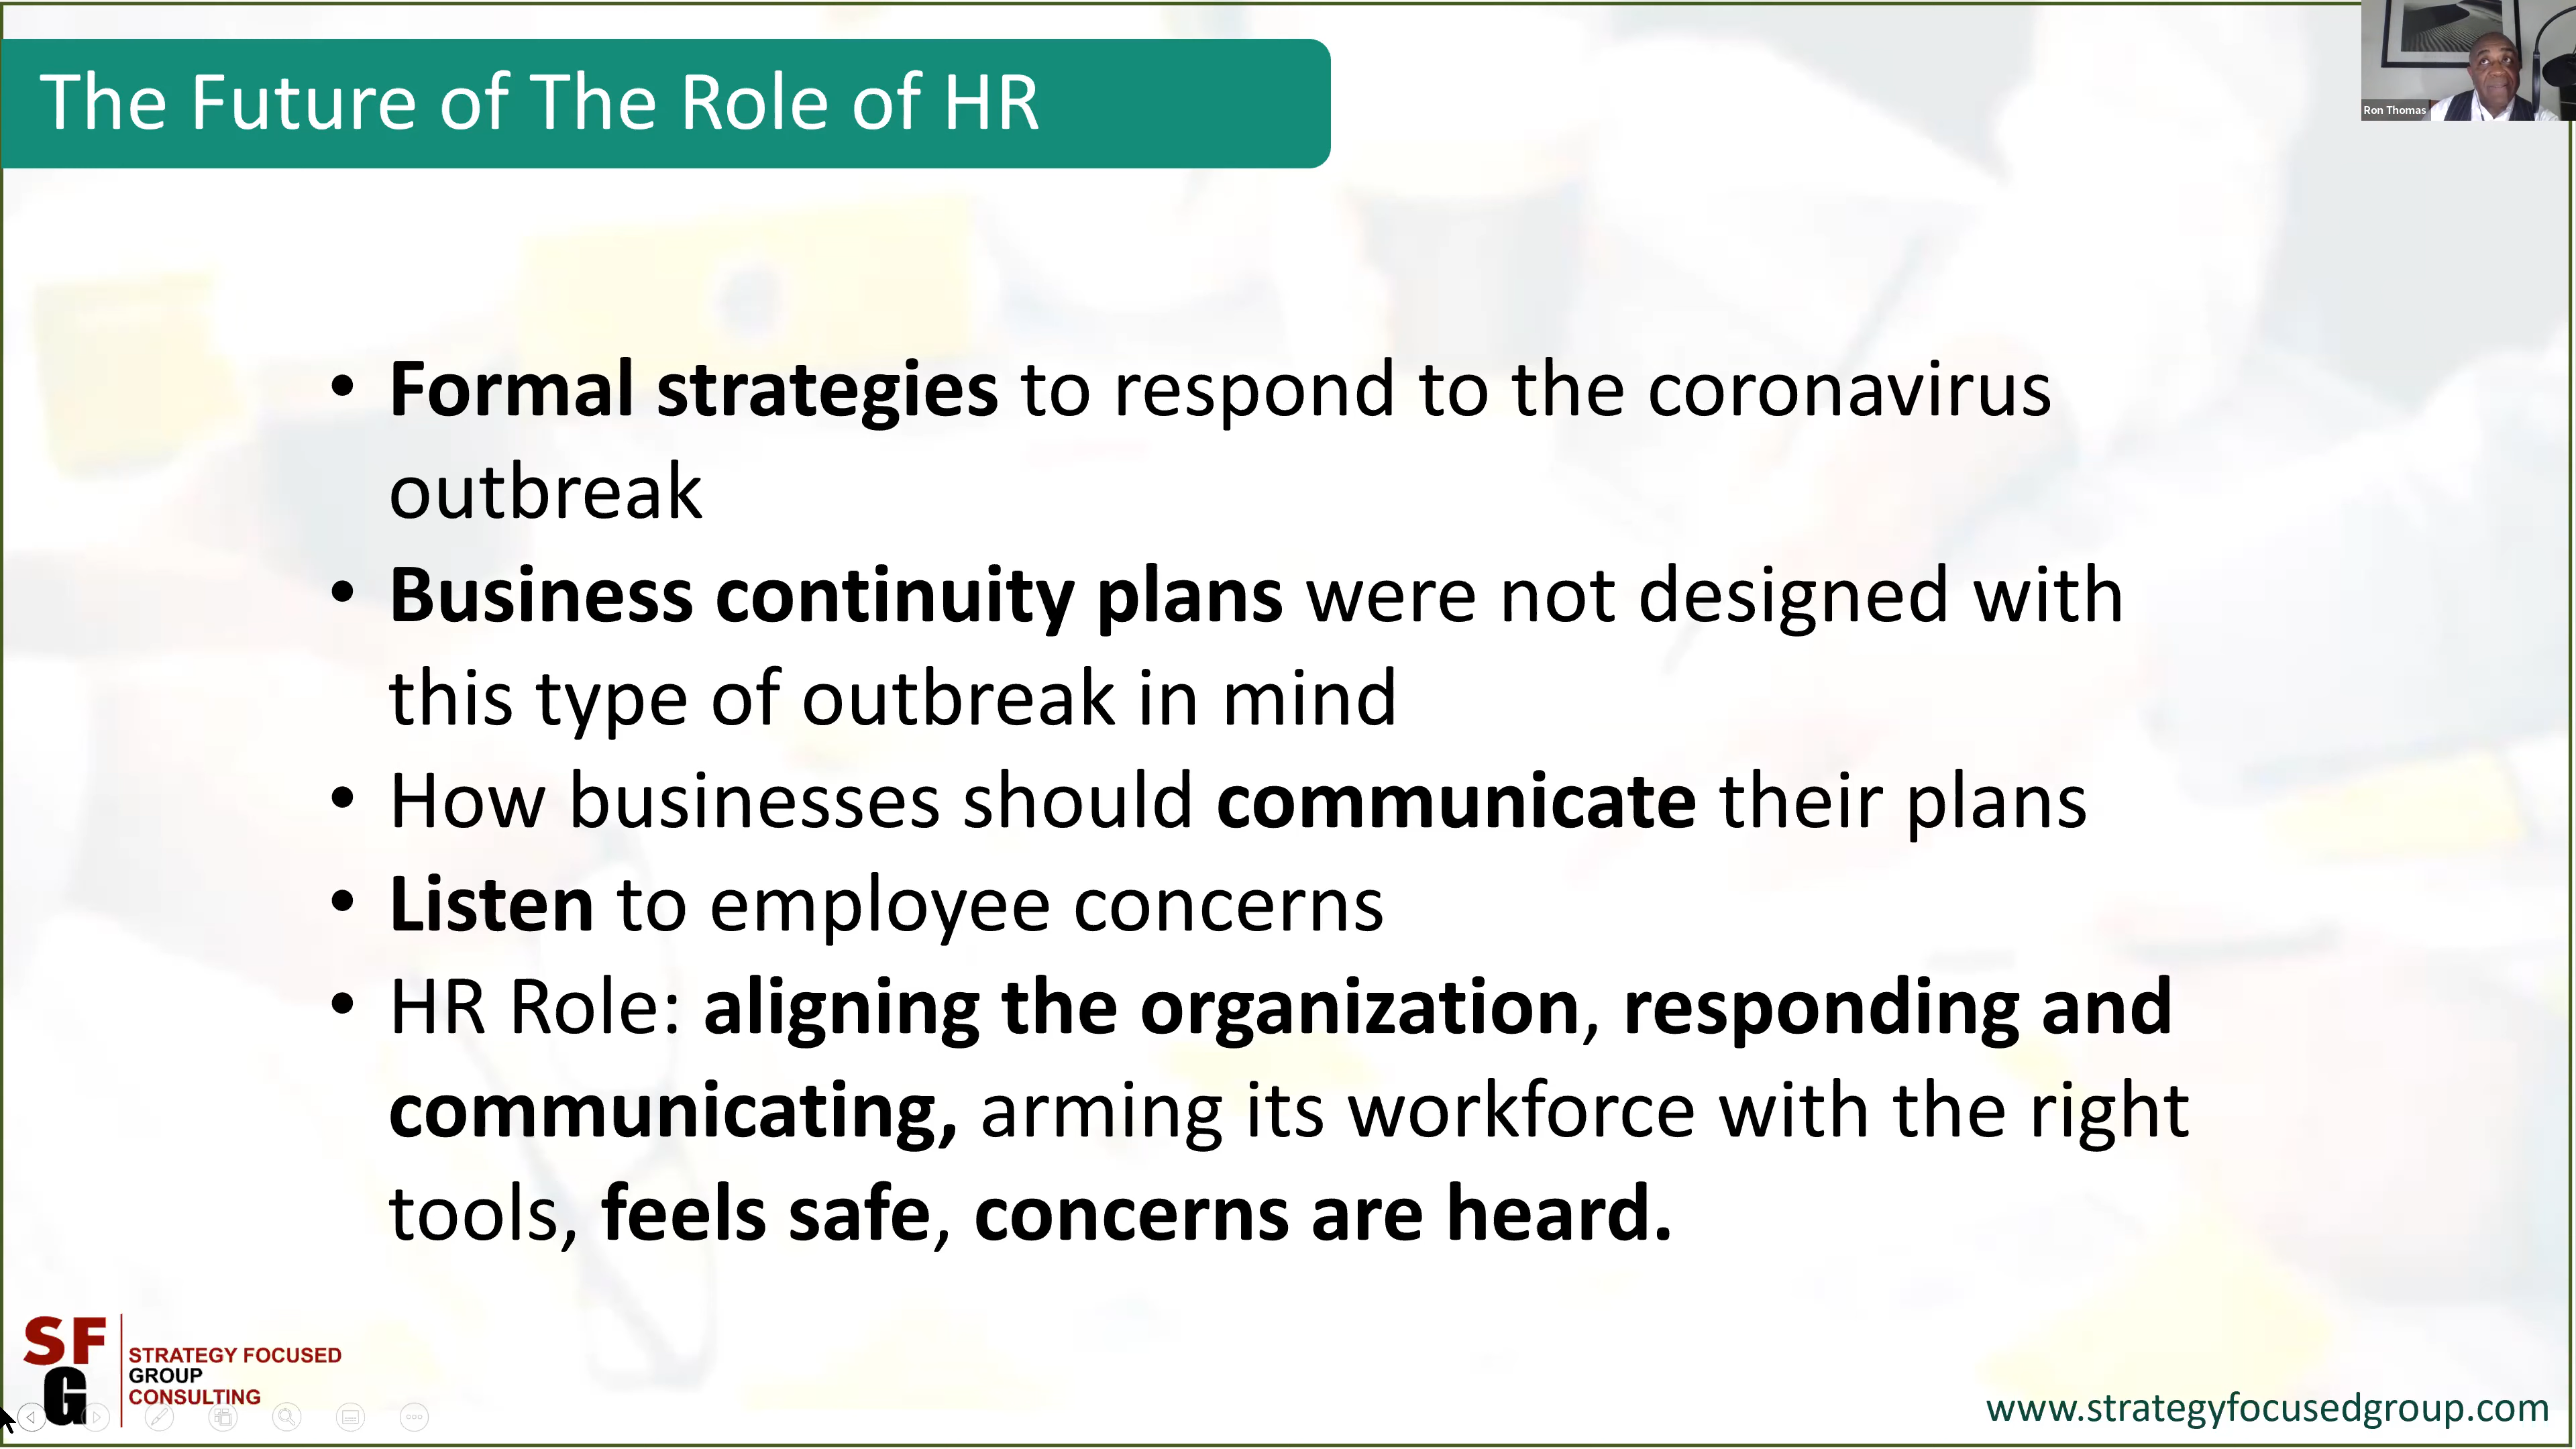 The Future of The Role of HR
Ron Thomas
• Formal strategies to respond to the coronavirus
outbreak
• Business continuity plans were not designed with
this type of outbreak in mind
• How businesses should communicate their plans
• Listen to employee concerns
• HR Role: aligning the organization, responding and
communicating, arming its workforce with the right
tools, feels safe, concerns are heard.
SF
G
STRATEGY FOCUSED
GROUP
CONSULTING
www.strategyfocusedgroup.com